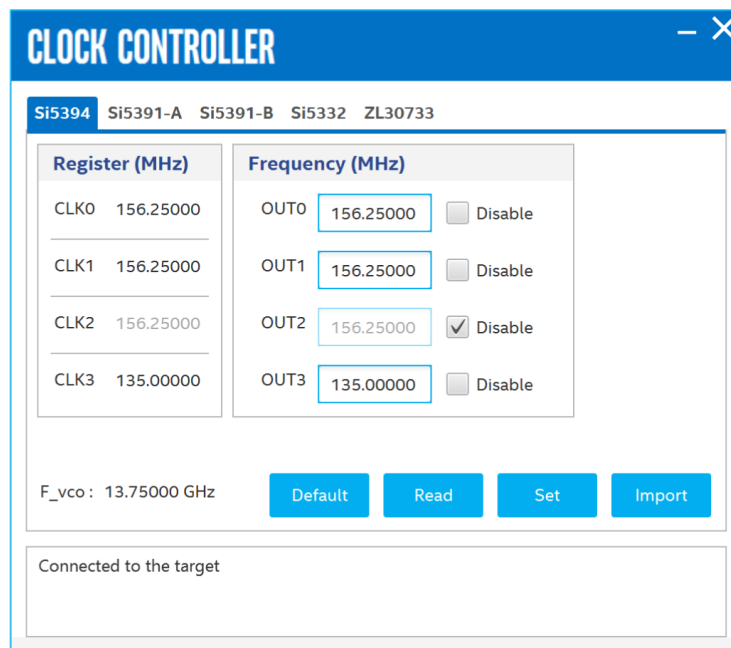 CLOCK CONTROLLER
Si5394 Si5391-A Si5391-B Si5332 ZL30733
Register (MHz)
CLK0 156.25000
CLK1 156.25000
CLK2 156.25000
CLK3 135.00000
Frequency (MHz)
OUT0 156.25000 Disable
OUT1 156.25000 Disable
OUT2 156.25000 Disable
OUT3 135.00000 Disable
F_vco : 13.75000 GHz
Default Read Set Import
Connected to the target